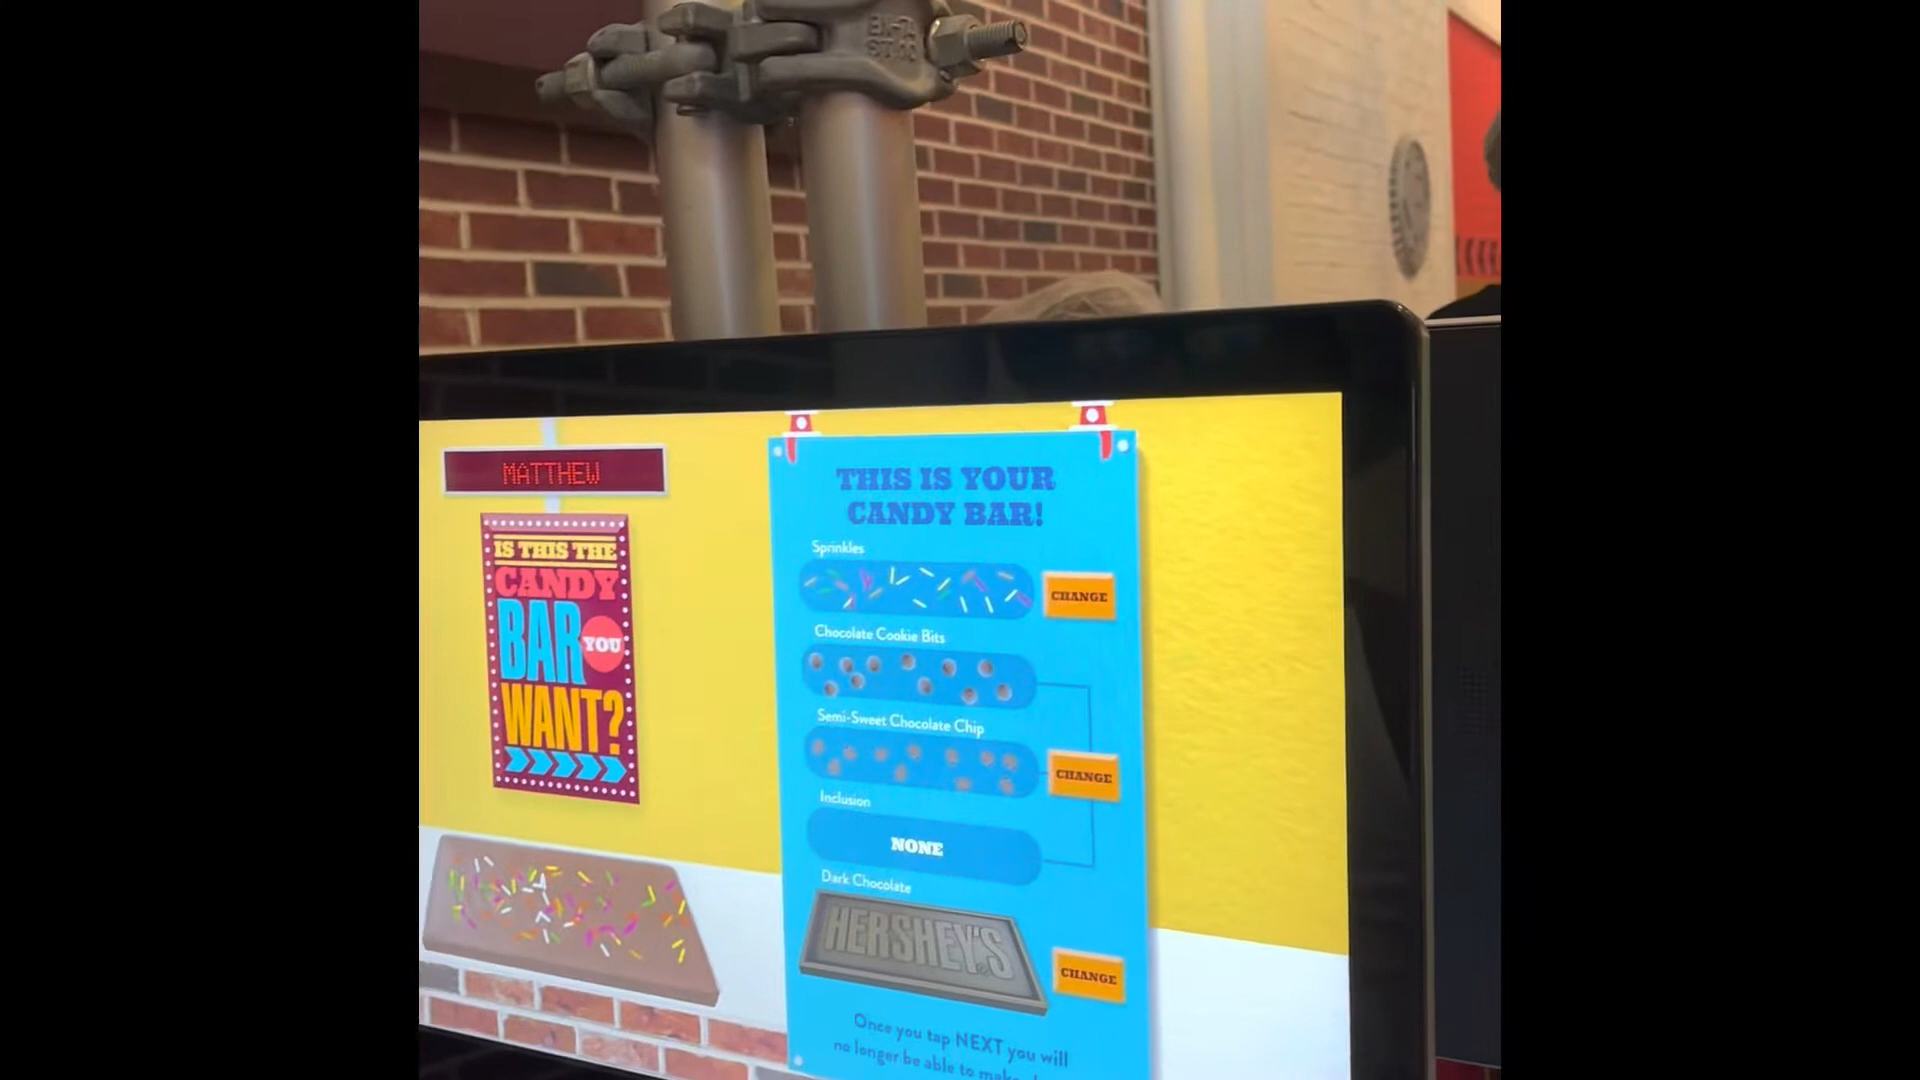 MATTHEW
IS THIS THE
CANDY
BAR YOU
WANT?
THIS IS YOUR
CANDY BAR!
Sprinkles
CHANGE
Chocolate Cookie Bits
Semi-Sweet Chocolate Chip
CHANGE
Inclusion
NONE
Dark Chocolate
HERSHEY'S
CHANGE
Once you tap NEXT you will
no longer be able to make